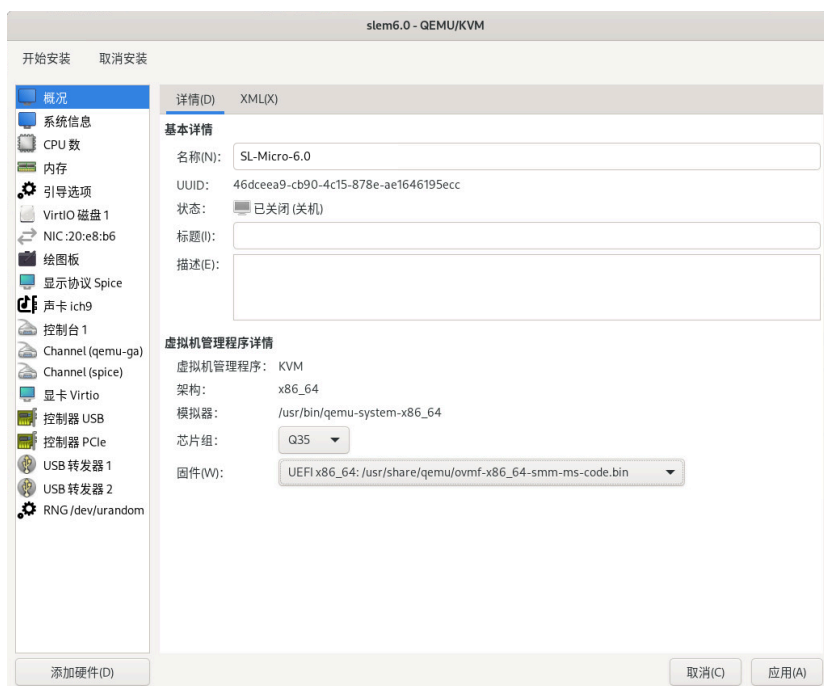 slem6.0 - QEMU/KVM
开始安装 取消安装
概况
系统信息
CPU 数
内存
引导选项
VirtIO 磁盘 1
NIC :20:e8:b6
绘图板
显示协议 Spice
声卡 ich9
控制台 1
Channel (qemu-ga)
Channel (spice)
显卡 Virtio
控制器 USB
控制器 PCIe
USB 转发器 1
USB 转发器 2
RNG /dev/urandom
添加硬件(D)
详情(D) XML(X)
基本详情
名称(N): SL-Micro-6.0
UUID: 46dceea9-cb90-4c15-878e-ae1646195ecc
状态: 已关闭 (关机)
标题(I):
描述(E):
虚拟机管理程序详情
虚拟机管理程序: KVM
架构: x86_64
模拟器: /usr/bin/qemu-system-x86_64
芯片组: Q35
固件(W): UEFI x86_64: /usr/share/qemu/ovmf-x86_64-smm-ms-code.bin
取消(C) 应用(A)